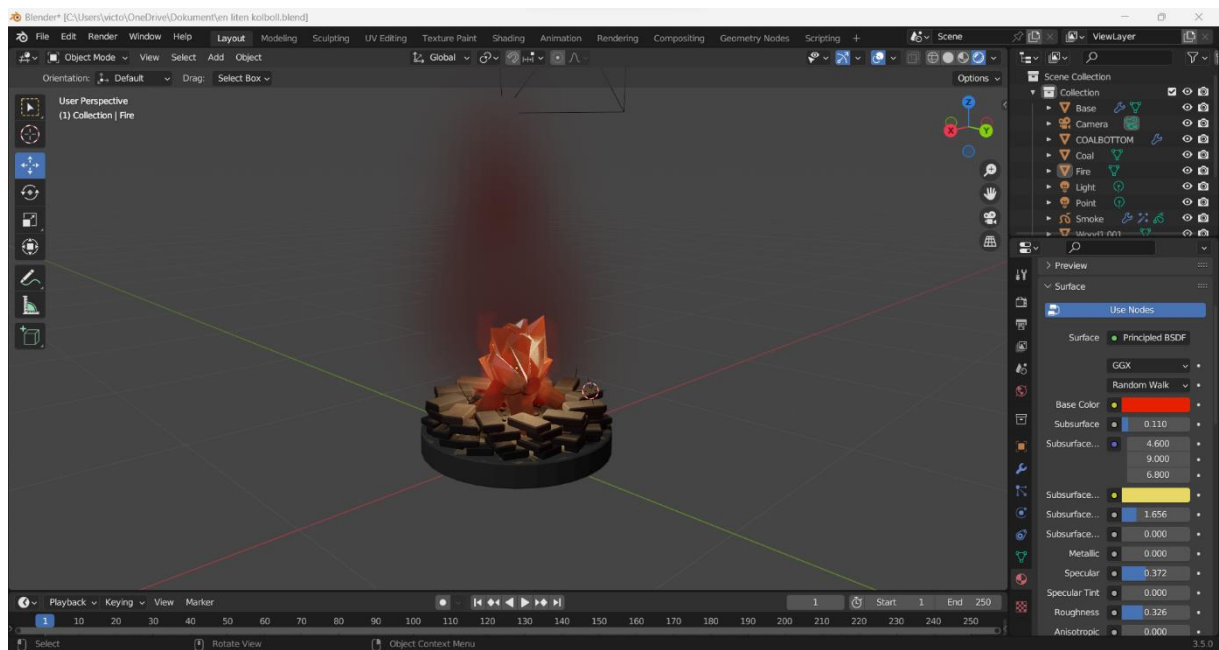 Blender* [C:\Users\victo\OneDrive\Dokument\en liten kolboll.blend]
File Edit Render Window Help Layout Modeling Sculpting UV Editing Texture Paint Shading Animation Rendering Compositing Geometry Nodes Scripting + Scene ViewLayer
Object Mode View Select Add Object Global
Orientation: Default Drag: Select Box Options
User Perspective
(1) Collection | Fire
Z
X
Y
Scene Collection
Collection
Base
Camera
COALBOTTOM
Coal
Fire
Light
Point
Smoke
Wood1.001
Preview
Surface
Use Nodes
Surface Principled BSDF
GGX
Random Walk
Base Color
Subsurface 0.110
Subsurface... 4.600
9.000
6.800
Subsurface...
Subsurface... 1.656
Subsurface... 0.000
Metallic 0.000
Specular 0.372
Specular Tint 0.000
Roughness 0.326
Anisotropic 0.000
Playback Keying View Marker 1 Start 1 End 250
1 10 20 30 40 50 60 70 80 90 100 110 120 130 140 150 160 170 180 190 200 210 220 230 240 250
Select Rotate View Object Context Menu 3.5.0